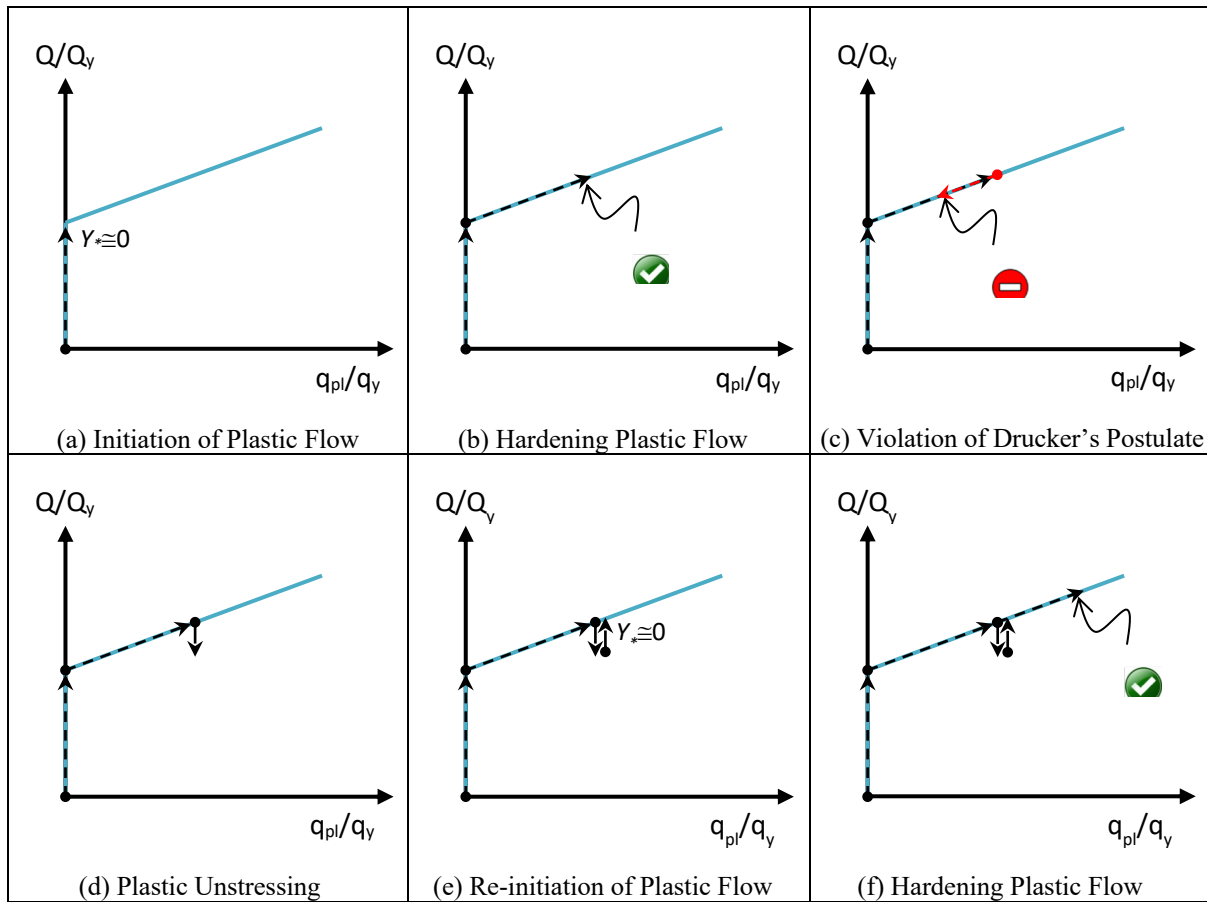 Q/Qy
Y*≅0
qpl/qy
(a) Initiation of Plastic Flow
Q/Qy
qpl/qy
(b) Hardening Plastic Flow
Q/Qy
qpl/qy
(c) Violation of Drucker's Postulate
Q/Qy
qpl/qy
(d) Plastic Unstressing
Q/Qy
Y*≅0
qpl/qy
(e) Re-initiation of Plastic Flow
Q/Qy
qpl/qy
(f) Hardening Plastic Flow